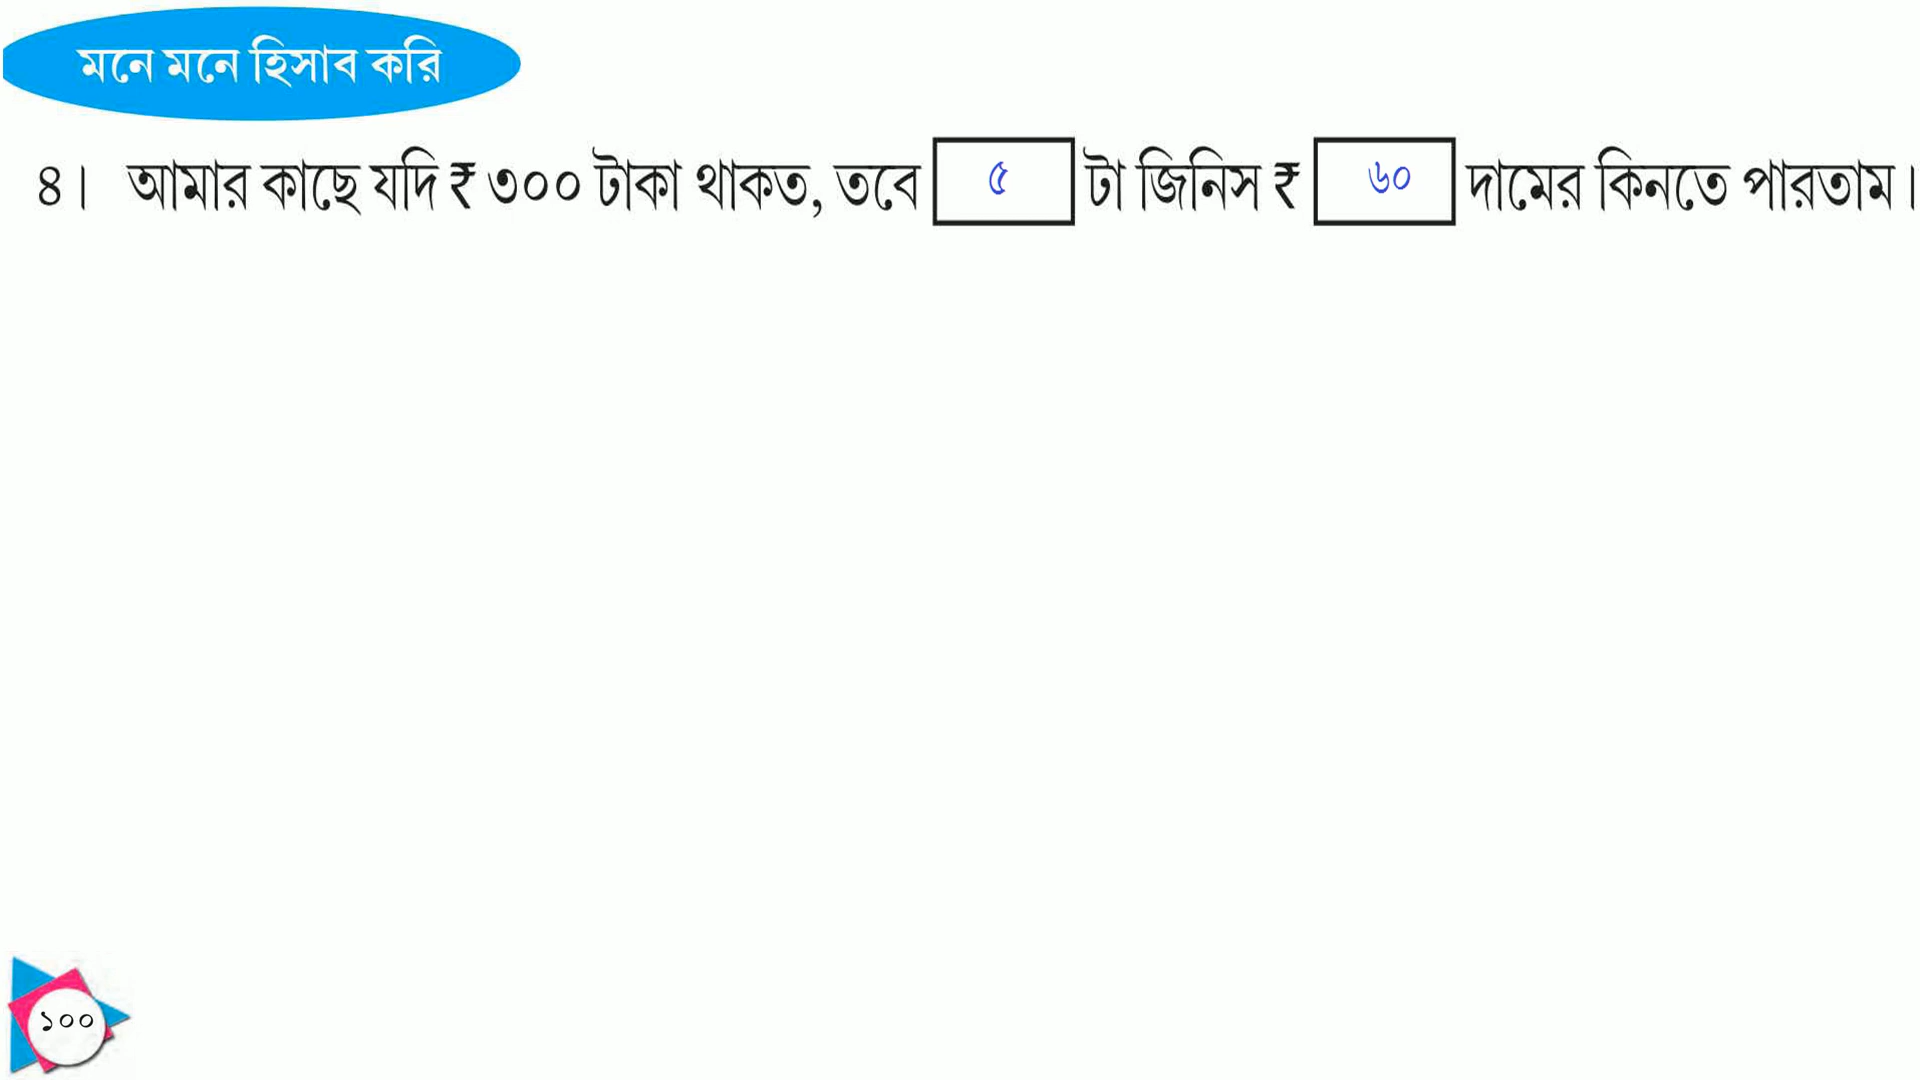 মনে মনে হিসাব করি
৪। আমার কাছে যদি ₹ ৩০০ টাকা থাকত, তবে ৫ টা জিনিস ₹ ৬০ দামের কিনতে পারতাম।
১০০